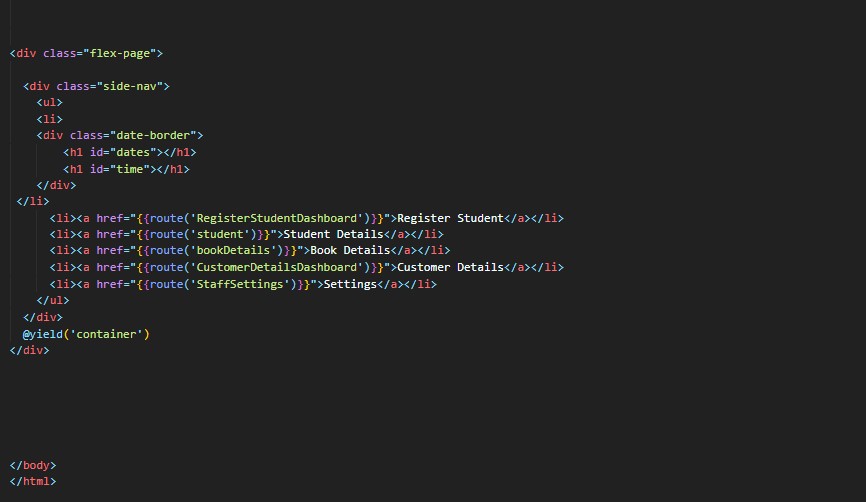 <div class="flex-page">
<div class="side-nav">
<ul>
<li>
<div class="date-border">
<h1 id="dates"></h1>
<h1 id="time"></h1>
</div>
</li>
<li><a href="{{route('RegisterStudentDashboard')}}">Register Student</a></li>
<li><a href="{{route('student')}}">Student Details</a></li>
<li><a href="{{route('bookDetails')}}">Book Details</a></li>
<li><a href="{{route('CustomerDetailsDashboard')}}">Customer Details</a></li>
<li><a href="{{route('StaffSettings')}}">Settings</a></li>
</ul>
</div>
@yield('container')
</div>
</body>
</html>